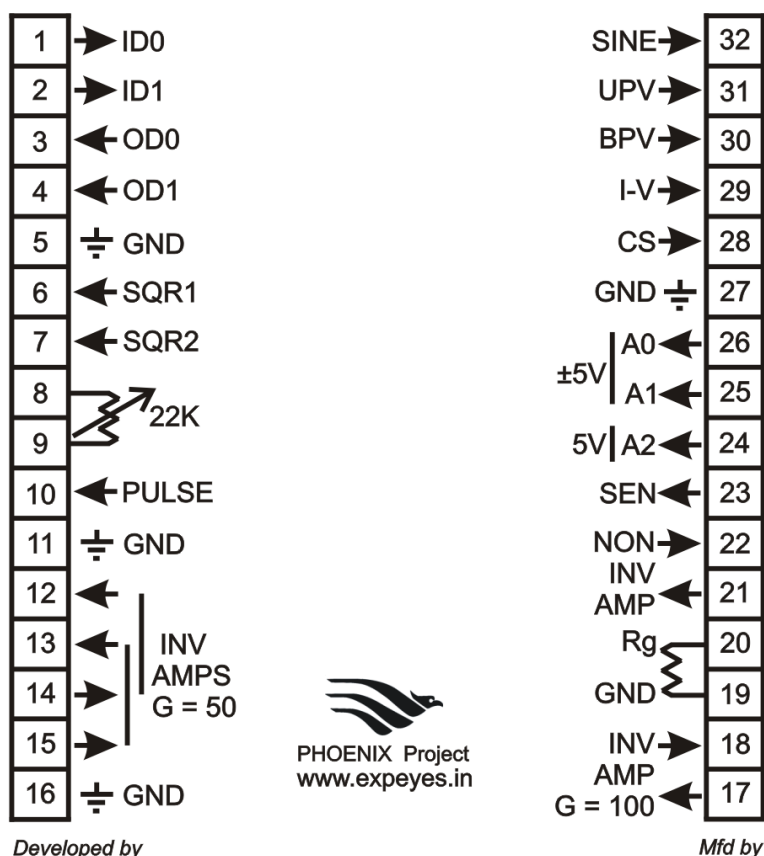 1 ID0
2 ID1
3 OD0
4 OD1
5 GND
6 SQR1
7 SQR2
8
22K
9
10 PULSE
11 GND
12
13 INV
AMPS
14
G = 50
15
16 GND
SINE 32
UPV 31
BPV 30
I-V 29
CS 28
GND 27
A0 26
±5V
A1 25
5V A2 24
SEN 23
NON 22
INV
AMP 21
Rg 20
GND 19
INV 18
AMP
G = 100 17
PHOENIX Project
www.expeyes.in
Developed by
Mfd by